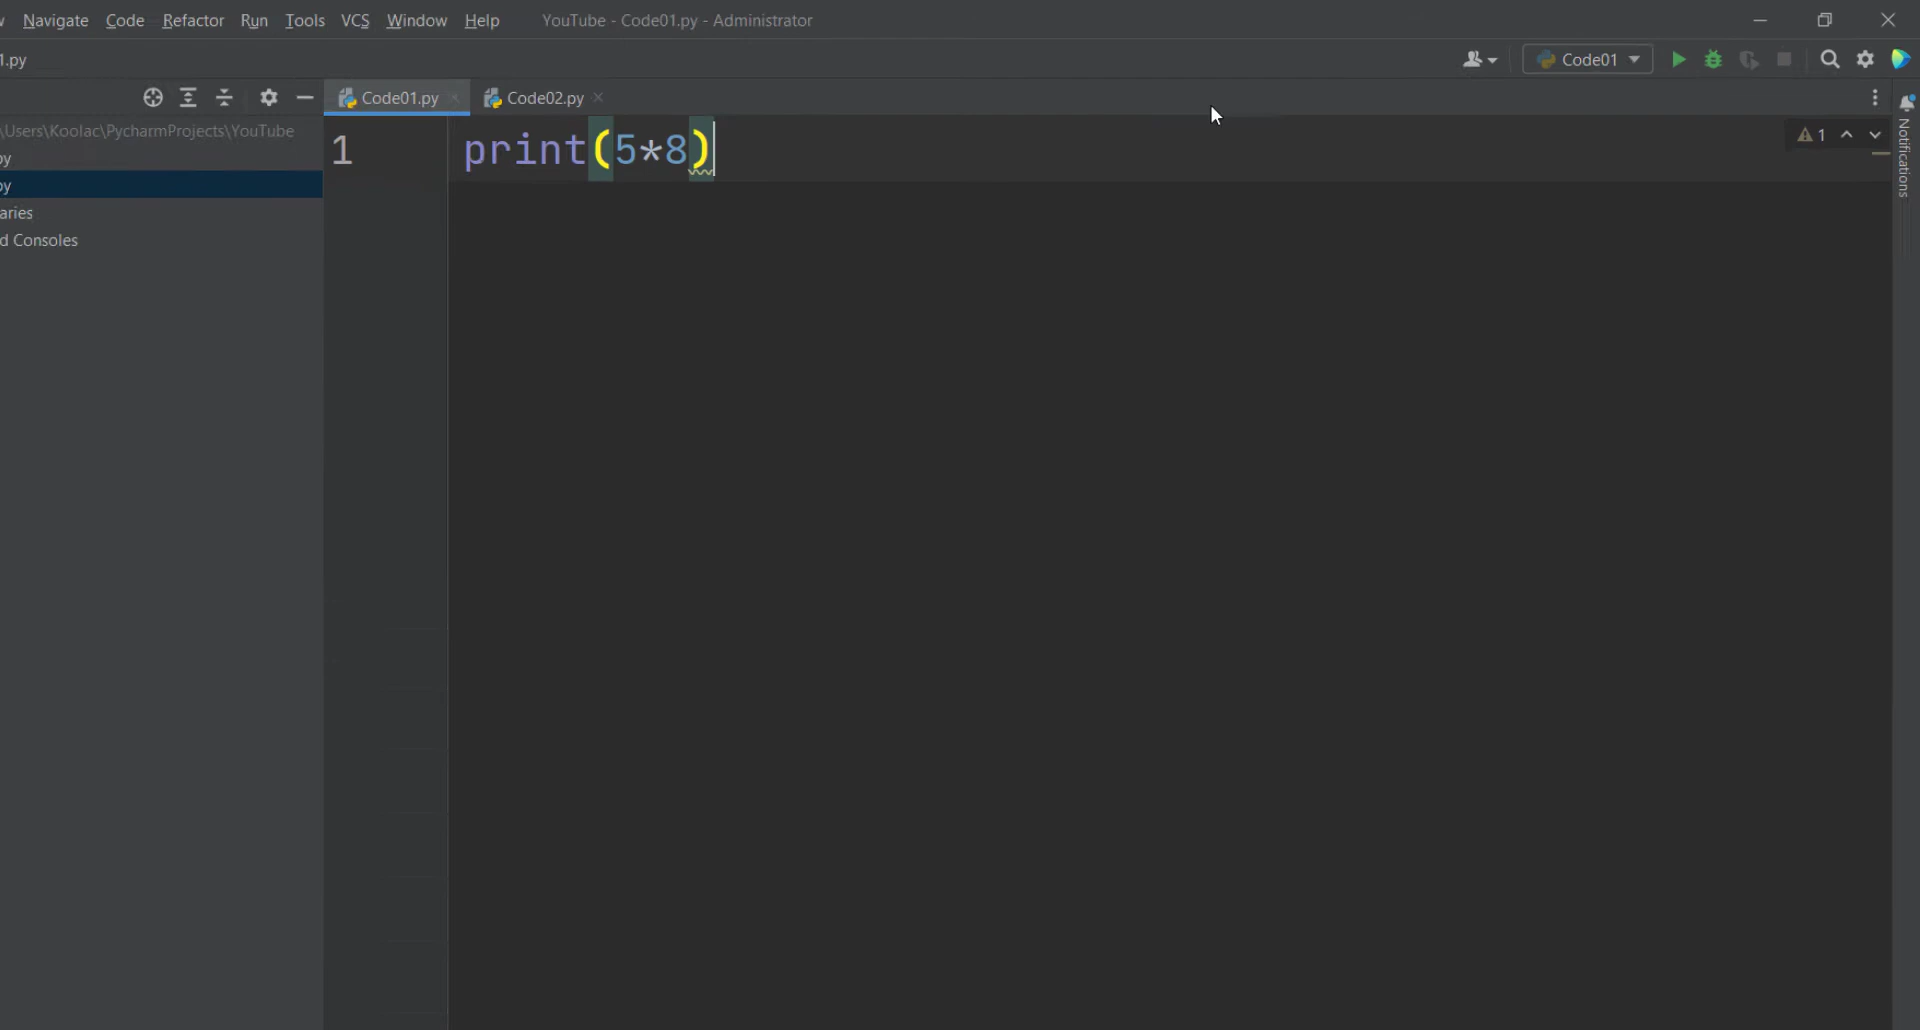 Navigate Code Refactor Run Tools VCS Window Help YouTube - Code01.py - Administrator
1.py
Code01
Code01.py Code02.py
\Users\Koolac\PycharmProjects\YouTube
1 print(5*8)
1
py
py
aries
d Consoles
Notifications